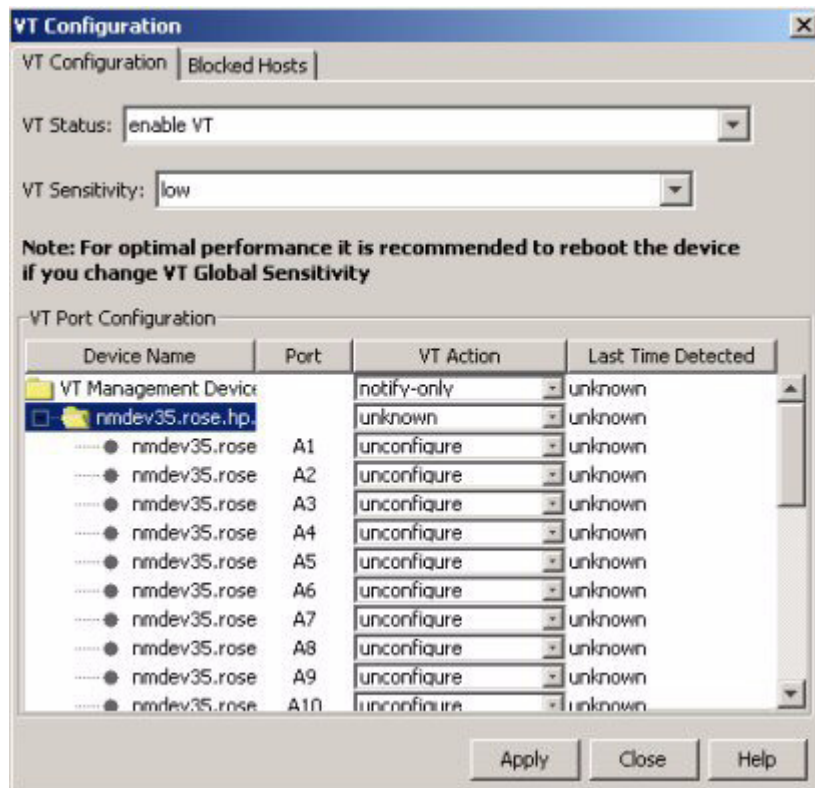 VT Configuration
VT Configuration Blocked Hosts
VT Status: enable VT
VT Sensitivity: low
Note: For optimal performance it is recommended to reboot the device
if you change VT Global Sensitivity
VT Port Configuration
Device Name Port VT Action Last Time Detected
VT Management Device notify-only unknown
nmdev35.rose.hp. unknown unknown
nmdev35.rose A1 unconfigure unknown
nmdev35.rose A2 unconfigure unknown
nmdev35.rose A3 unconfigure unknown
nmdev35.rose A4 unconfigure unknown
nmdev35.rose A5 unconfigure unknown
nmdev35.rose A6 unconfigure unknown
nmdev35.rose A7 unconfigure unknown
nmdev35.rose A8 unconfigure unknown
nmdev35.rose A9 unconfigure unknown
nmdev35.rose A10 unconfigure unknown
Apply Close Help